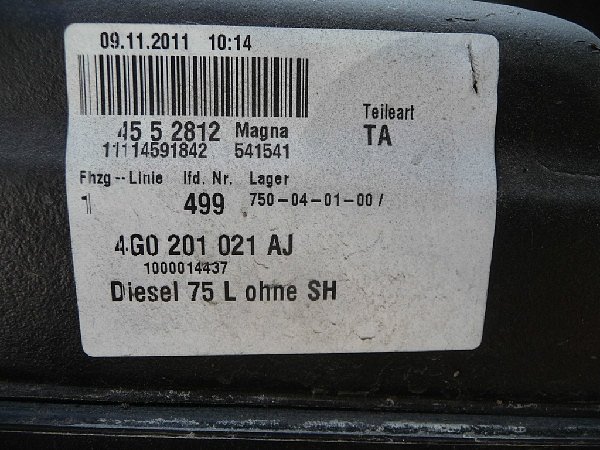 09.11.2011 10:14
45 5 2812 Magna
Teileart
11114591842 541541
TA
Fhzg--Linie lfd. Nr. Lager
1 499 750-04-01-00 /
4G0 201 021 AJ
1000014437
Diesel 75 L ohne SH